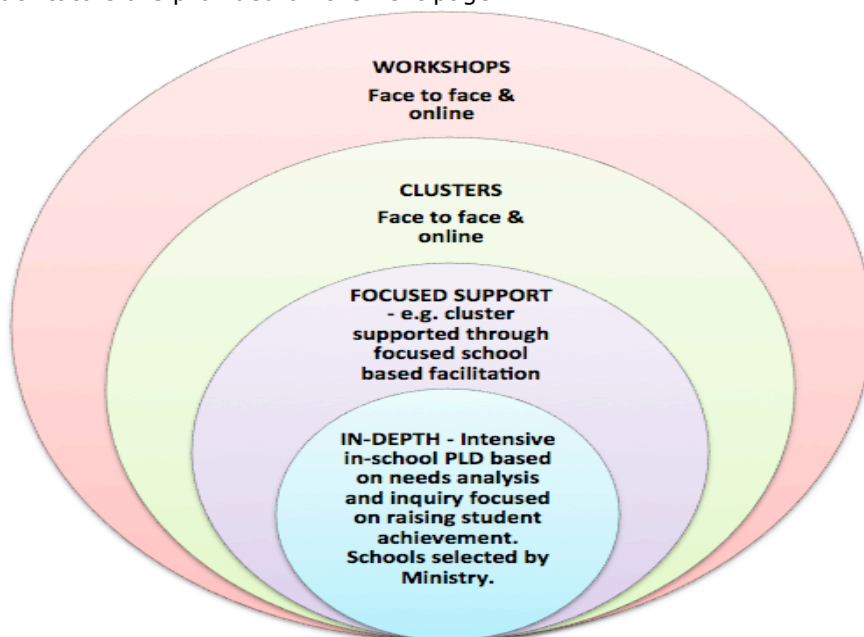 WORKSHOPS
Face to face &
online
CLUSTERS
Face to face &
online
FOCUSED SUPPORT
- e.g. cluster
supported through
focused school
based facilitation
IN-DEPTH - Intensive
in-school PLD based
on needs analysis
and inquiry focused
on raising student
achievement.
Schools selected by
Ministry.